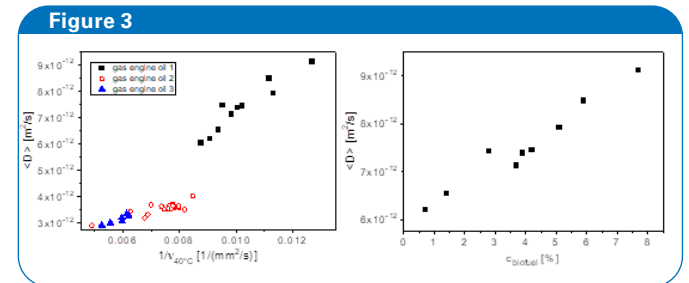 Figure 3
9x10⁻¹²
8x10⁻¹²
7x10⁻¹²
6x10⁻¹²
5x10⁻¹²
4x10⁻¹²
3x10⁻¹²
<D> [m²/s]
gas engine oil 1
gas engine oil 2
gas engine oil 3
0.006 0.008 0.010 0.012
1/ν40°C [1/(mm²/s)]
9x10⁻¹²
8x10⁻¹²
7x10⁻¹²
6x10⁻¹²
<D> [m²/s]
0 1 2 3 4 5 6 7 8
c biofuel [%]